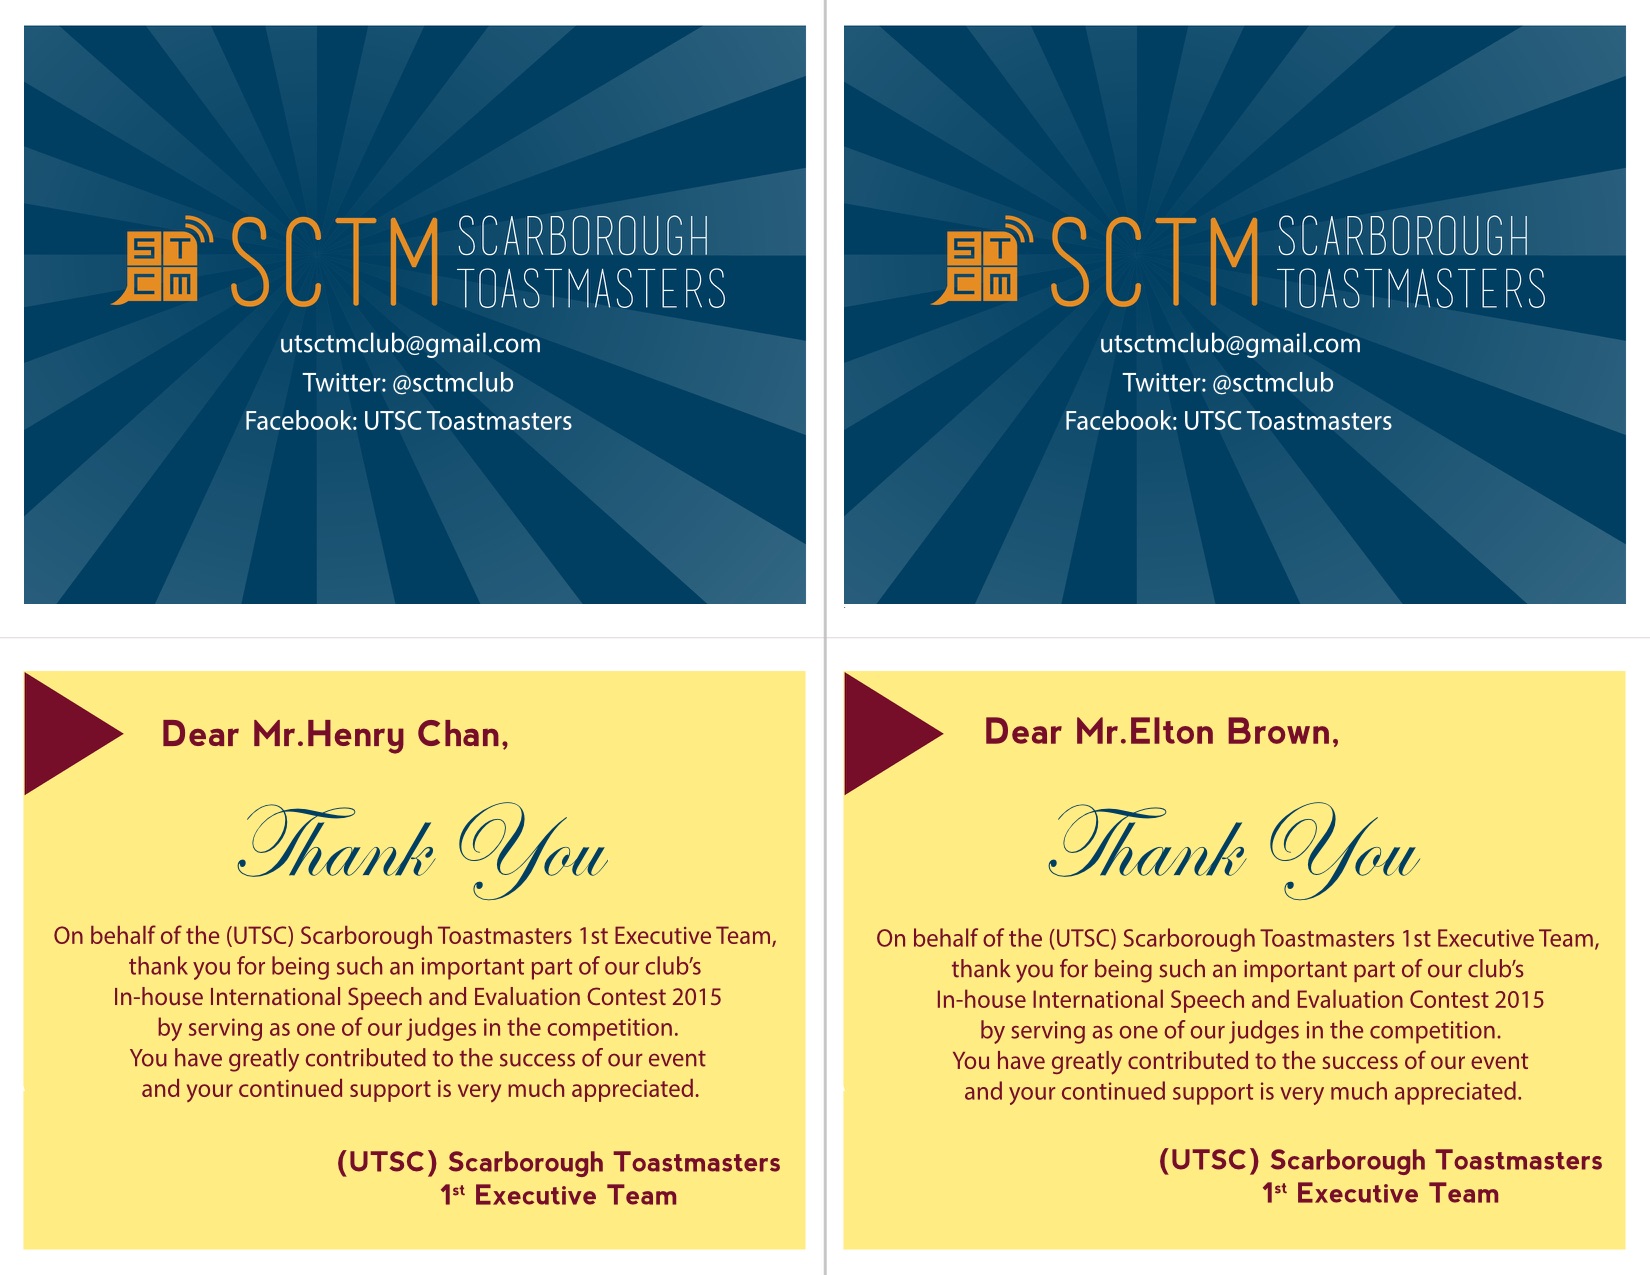 ST
CM
SCTM
SCARBOROUGH
TOASTMASTERS
utsctmclub@gmail.com
Twitter: @sctmclub
Facebook: UTSC Toastmasters
ST
CM
SCTM
SCARBOROUGH
TOASTMASTERS
utsctmclub@gmail.com
Twitter: @sctmclub
Facebook: UTSC Toastmasters
Dear Mr.Henry Chan,
Thank You
On behalf of the (UTSC) Scarborough Toastmasters 1st Executive Team,
thank you for being such an important part of our club’s
In-house International Speech and Evaluation Contest 2015
by serving as one of our judges in the competition.
You have greatly contributed to the success of our event
and your continued support is very much appreciated.
(UTSC) Scarborough Toastmasters
1st Executive Team
Dear Mr.Elton Brown,
Thank You
On behalf of the (UTSC) Scarborough Toastmasters 1st Executive Team,
thank you for being such an important part of our club’s
In-house International Speech and Evaluation Contest 2015
by serving as one of our judges in the competition.
You have greatly contributed to the success of our event
and your continued support is very much appreciated.
(UTSC) Scarborough Toastmasters
1st Executive Team